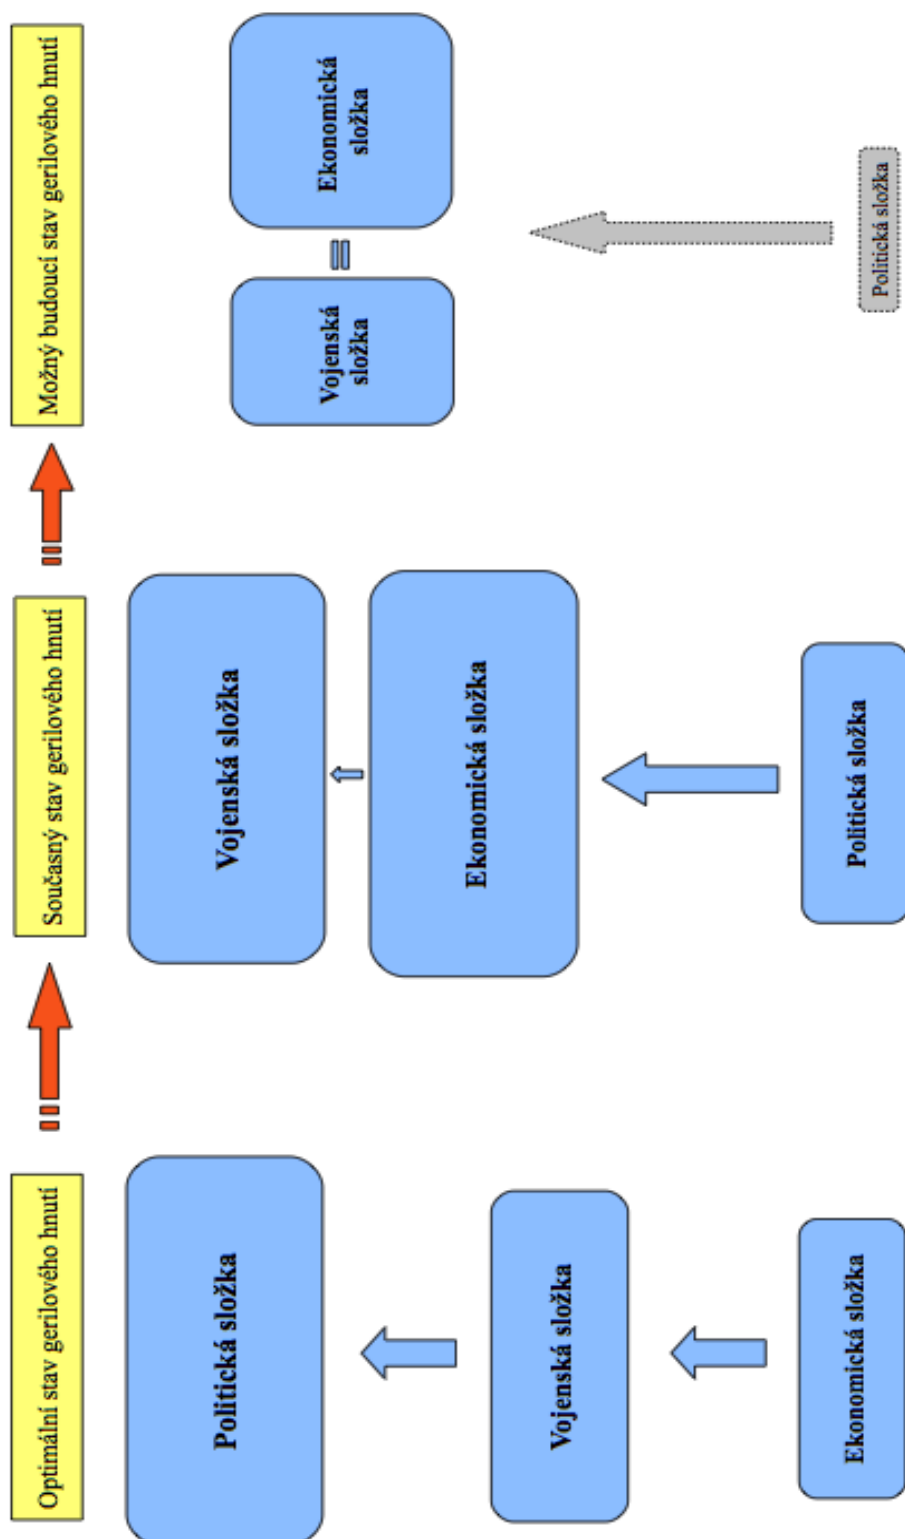 Optimální stav gerilového hnutí
Politická složka
Vojenská složka
Ekonomická složka
Současný stav gerilového hnutí
Vojenská složka
Ekonomická složka
Politická složka
Možný budoucí stav gerilového hnutí
Vojenská
složka
Ekonomická
složka
Politická složka